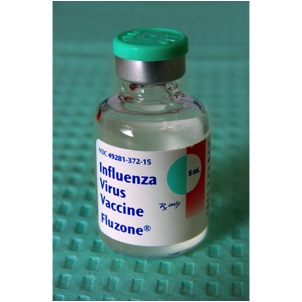 NDC 49281-372-15
Influenza
Virus
Vaccine
Fluzone®
5 mL
Rx only